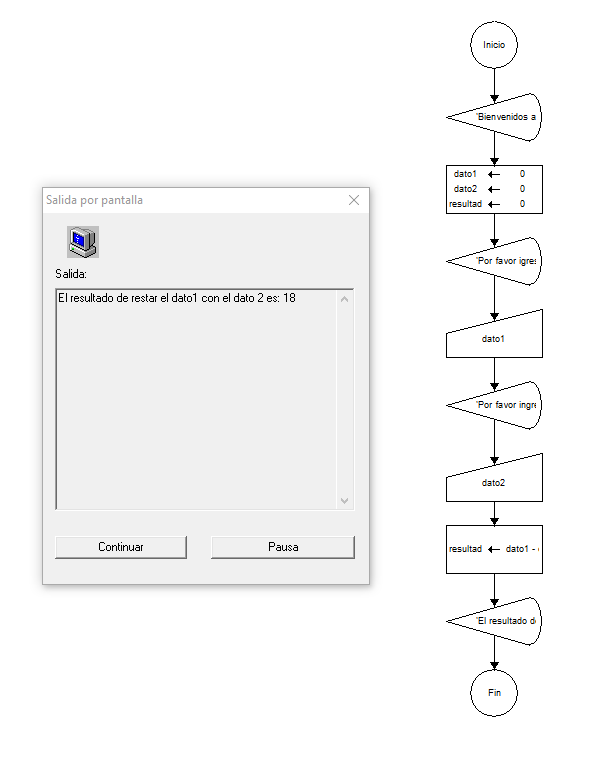 Salida por pantalla
Salida:
El resultado de restar el dato1 con el dato 2 es: 18
Continuar
Pausa
Inicio
'Bienvenidos a
dato1 ← 0
dato2 ← 0
resultad ← 0
'Por favor igres
dato1
'Por favor ingre
dato2
resultad ← dato1 -
'El resultado de
Fin